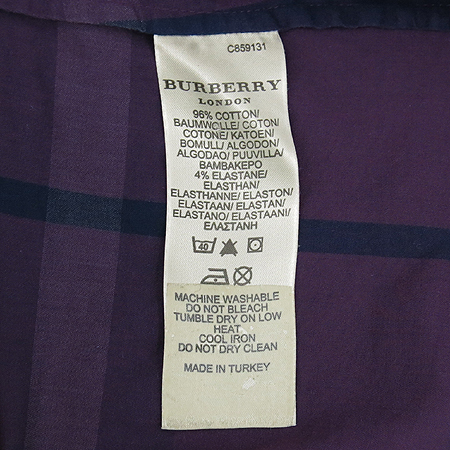 C859131
BURBERRY
LONDON
96% COTTON/
BAUMWOLLE/ COTON/
COTONE/ KATOEN/
BOMULL/ ALGODON/
ALGODAO/ PUUVILLA/
ΒΑΜΒΑΚΕΡΟ
4% ELASTANE/
ELASTHAN/
ELASTHANNE/ ELASTON/
ELASTAAN/ ELASTAN/
ELASTANO/ ELASTAANI/
ΕΛΑΣΤΑΝΗ
40
MACHINE WASHABLE
DO NOT BLEACH
TUMBLE DRY ON LOW
HEAT.
COOL IRON
DO NOT DRY CLEAN
MADE IN TURKEY